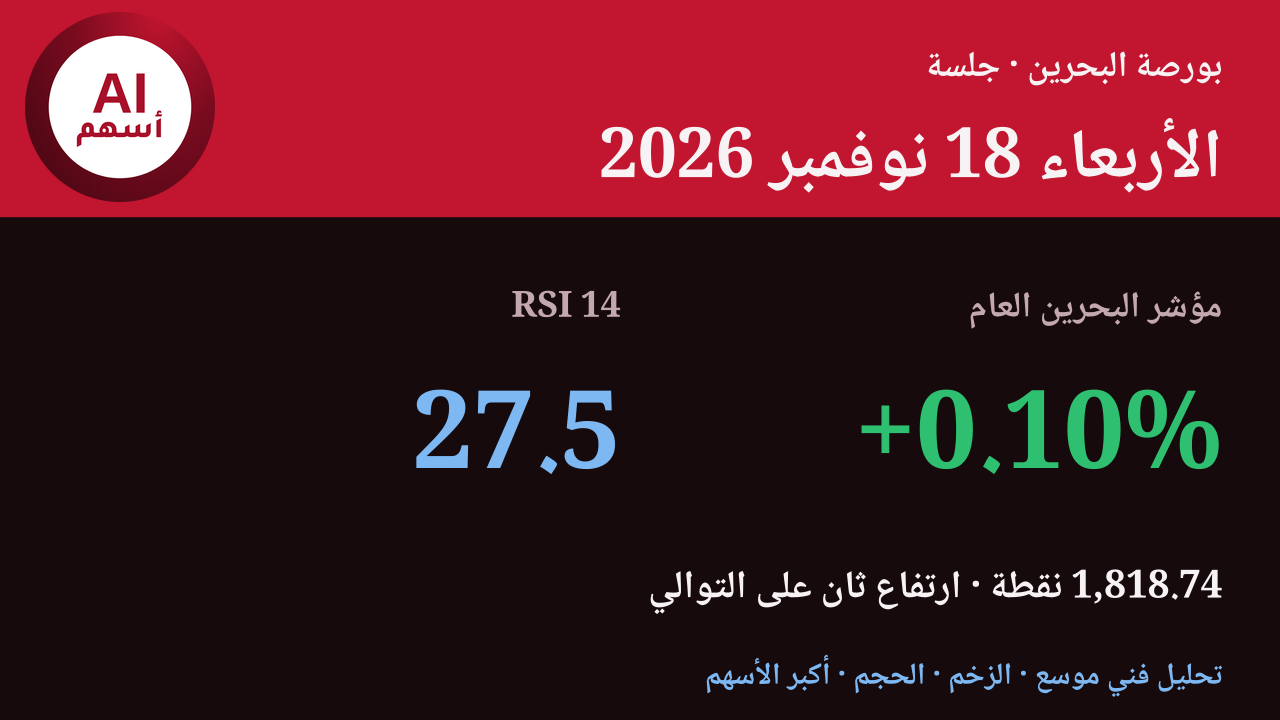 AI
أسهم
بورصة البحرين · جلسة
الأربعاء 18 نوفمبر 2026
مؤشر البحرين العام
+0.10%
RSI 14
27.5
1,818.74 نقطة · ارتفاع ثان على التوالي
تحليل فني موسع · الزخم · الحجم · أكبر الأسهم